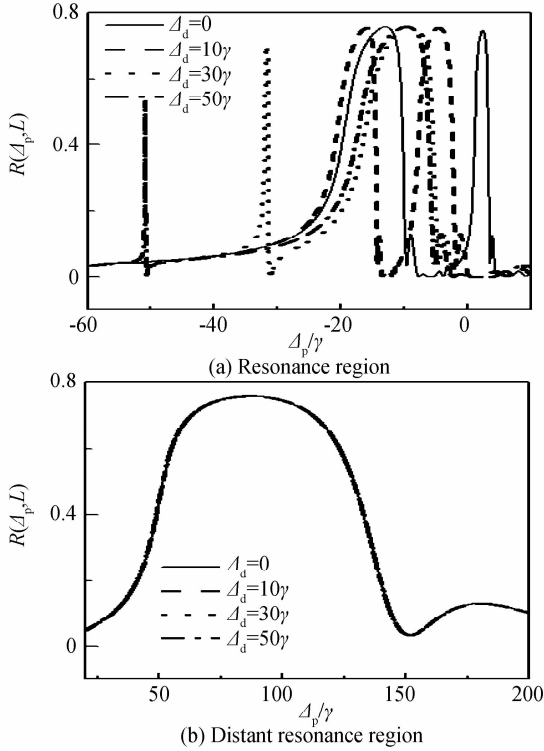 0.8
0.4
0
R(Δp,L)
Δd=0
Δd=10γ
Δd=30γ
Δd=50γ
-60 -40 -20 0
Δp/γ
(a) Resonance region
0.8
0.4
0
R(Δp,L)
Δd=0
Δd=10γ
Δd=30γ
Δd=50γ
50 100 150 200
Δp/γ
(b) Distant resonance region